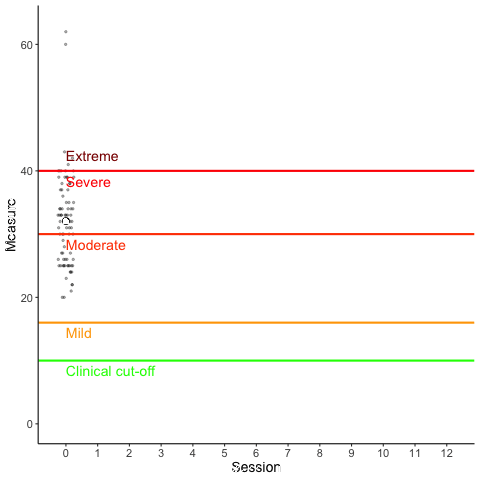 60
Extreme
40
Severe
Moderate
20
Mild
Clinical cut-off
0
Measure
0 1 2 3 4 5 6 7 8 9 10 11 12
Session